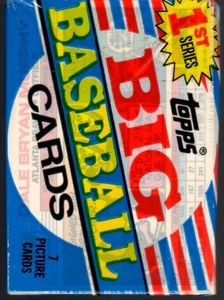 1ST
SERIES
topps
BIG
BASEBALL
CARDS
7
PICTURE
CARDS
DALE BRYAN
ATLANTA